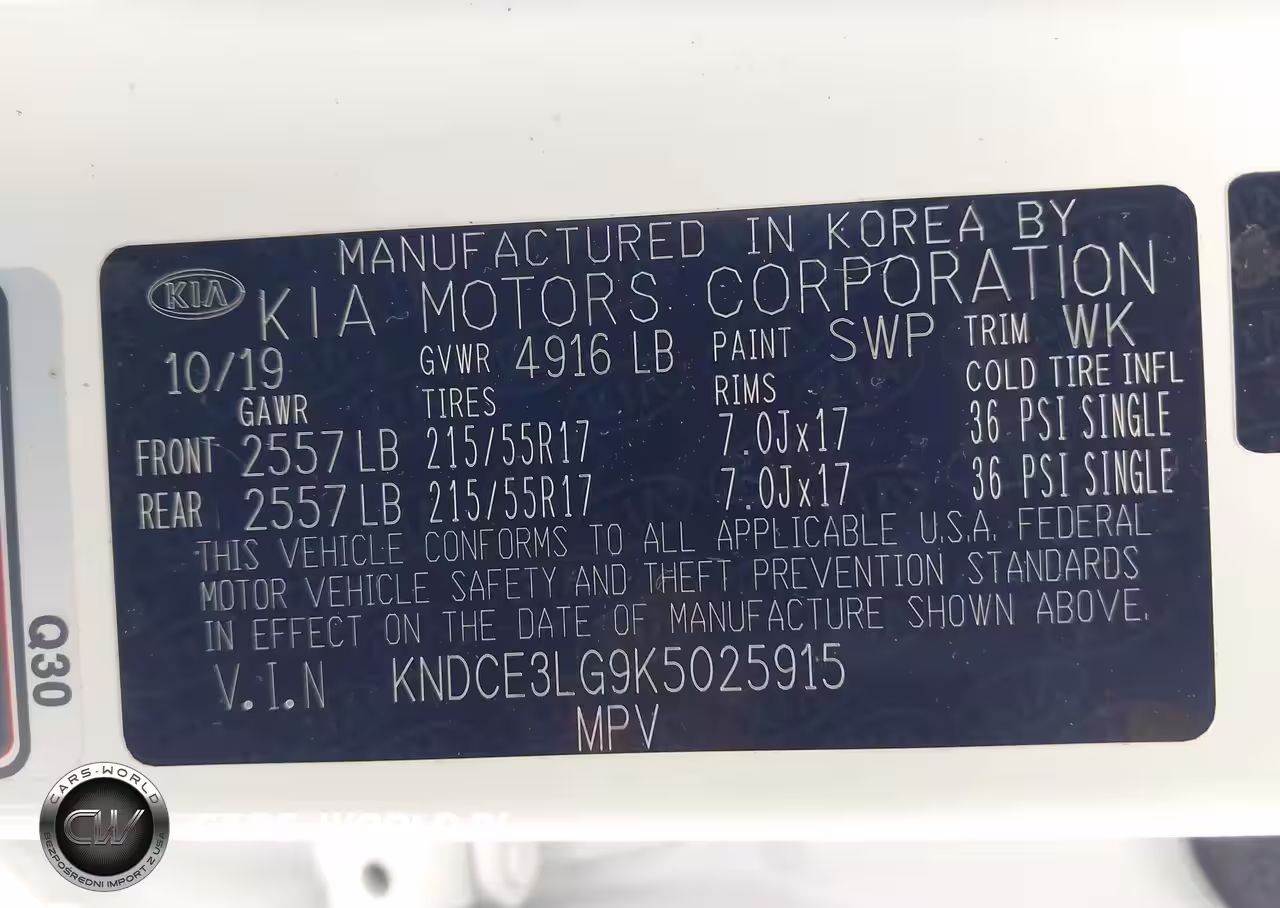 MANUFACTURED IN KOREA BY
KIA KIA MOTORS CORPORATION
10/19 GVWR 4916 LB PAINT SWP TRIM WK
GAWR TIRES RIMS COLD TIRE INFL
FRONT 2557 LB 215/55R17 7.0Jx17 36 PSI SINGLE
REAR 2557 LB 215/55R17 7.0Jx17 36 PSI SINGLE
THIS VEHICLE CONFORMS TO ALL APPLICABLE U.S.A. FEDERAL
MOTOR VEHICLE SAFETY AND THEFT PREVENTION STANDARDS
IN EFFECT ON THE DATE OF MANUFACTURE SHOWN ABOVE.
V.I.N KNDCE3LG9K5025915
MPV
Q30
CARS-WORLD
CW
BEZPOŚREDNI IMPORT Z USA